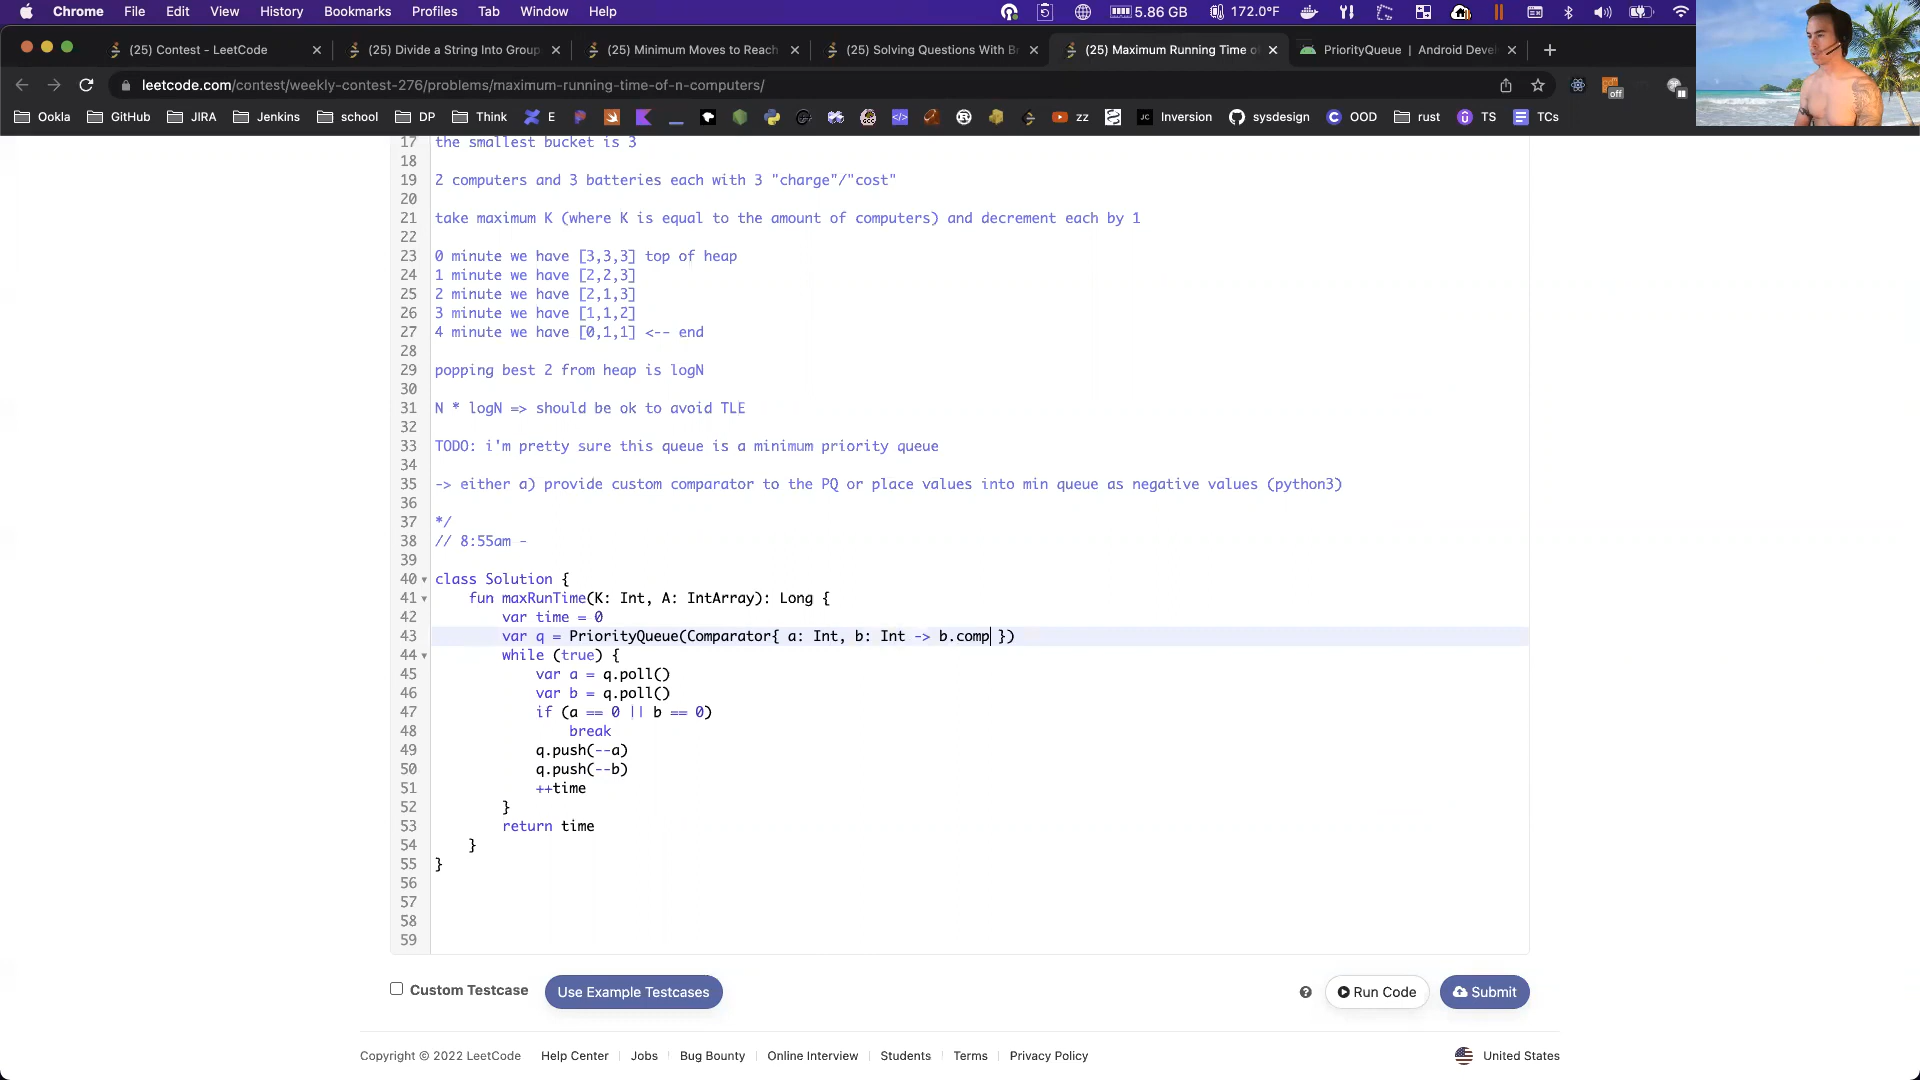 Chrome File Edit View History Bookmarks Profiles Tab Window Help 5.86 GB 172.0°F
(25) Contest - LeetCode (25) Divide a String Into Group (25) Minimum Moves to Reach (25) Solving Questions With Br (25) Maximum Running Time o PriorityQueue | Android Devel
leetcode.com/contest/weekly-contest-276/problems/maximum-running-time-of-n-computers/ off
Ookla GitHub JIRA Jenkins school DP Think E zz Inversion sysdesign OOD rust TS TCs
17 the smallest bucket is 3
18
19 2 computers and 3 batteries each with 3 "charge"/"cost"
20
21 take maximum K (where K is equal to the amount of computers) and decrement each by 1
22
23 0 minute we have [3,3,3] top of heap
24 1 minute we have [2,2,3]
25 2 minute we have [2,1,3]
26 3 minute we have [1,1,2]
27 4 minute we have [0,1,1] <-- end
28
29 popping best 2 from heap is logN
30
31 N * logN => should be ok to avoid TLE
32
33 TODO: i'm pretty sure this queue is a minimum priority queue
34
35 -> either a) provide custom comparator to the PQ or place values into min queue as negative values (python3)
36
37 */
38 // 8:55am -
39
40 class Solution {
41 fun maxRunTime(K: Int, A: IntArray): Long {
42 var time = 0
43 var q = PriorityQueue(Comparator{ a: Int, b: Int -> b.comp })
44 while (true) {
45 var a = q.poll()
46 var b = q.poll()
47 if (a == 0 || b == 0)
48 break
49 q.push(--a)
50 q.push(--b)
51 ++time
52 }
53 return time
54 }
55 }
56
57
58
59
Custom Testcase Use Example Testcases Run Code Submit
Copyright © 2022 LeetCode Help Center Jobs Bug Bounty Online Interview Students Terms Privacy Policy United States